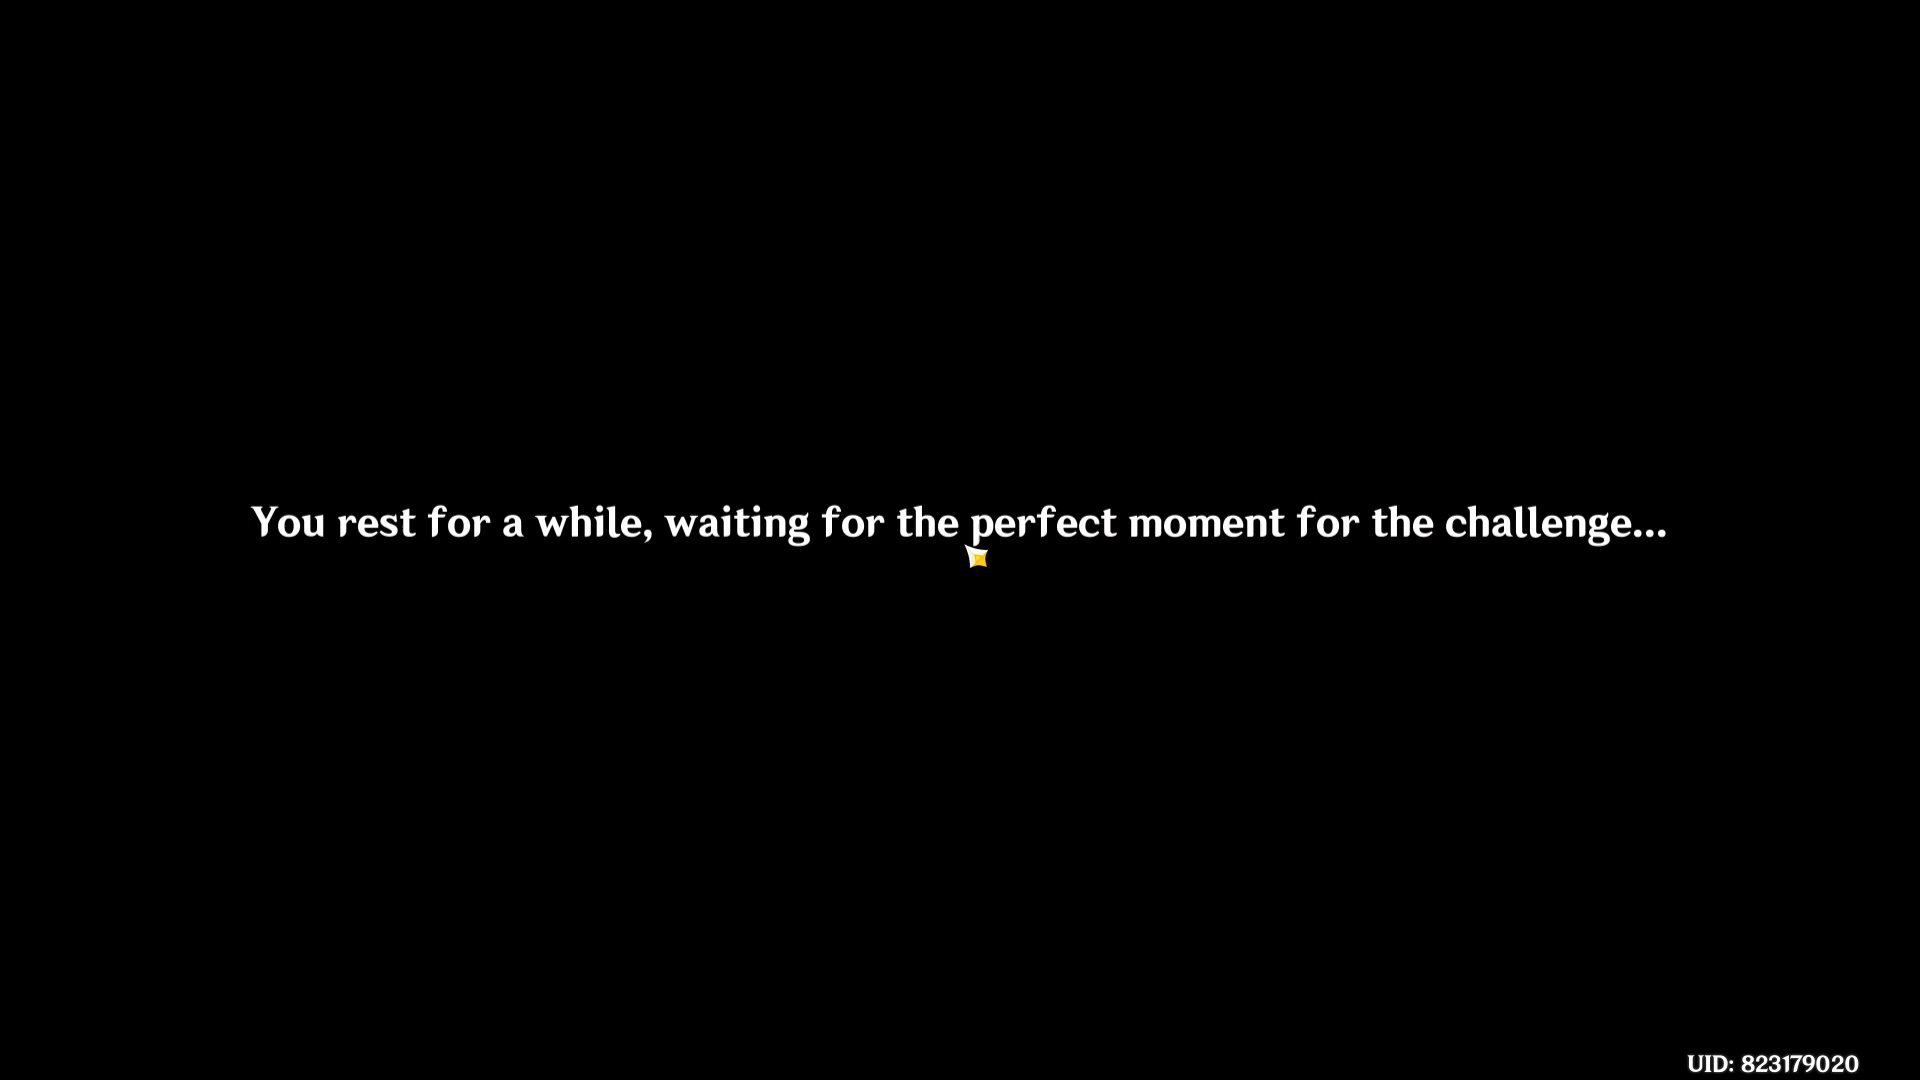 You rest for a while, waiting for the perfect moment for the challenge...
UID: 823179020